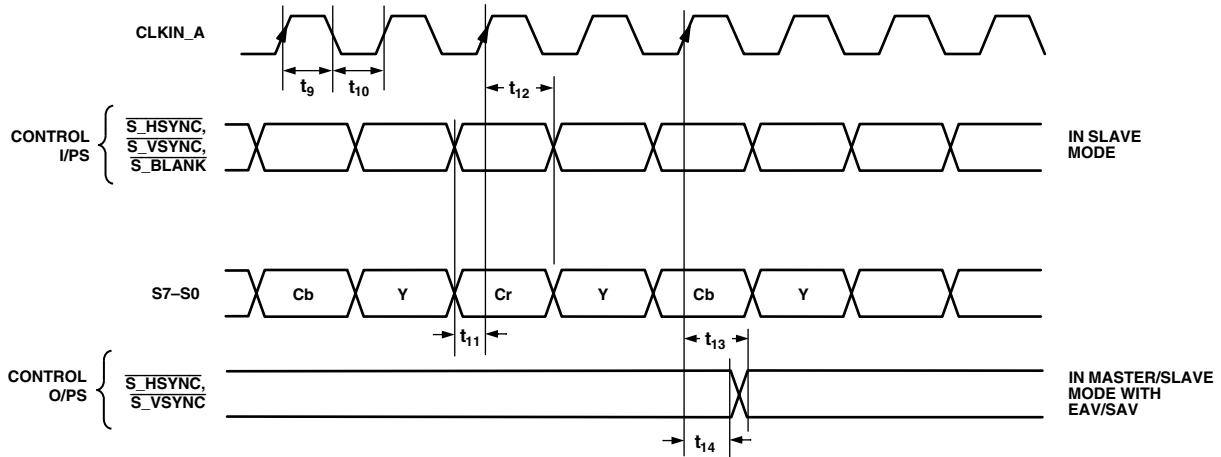 CLKIN_A
t9
t10
t12
CONTROL
I/PS
S_HSYNC,
S_VSYNC,
S_BLANK
IN SLAVE
MODE
S7–S0
Cb
Y
Cr
Y
Cb
Y
t11
t13
CONTROL
O/PS
S_HSYNC,
S_VSYNC
IN MASTER/SLAVE
MODE WITH
EAV/SAV
t14